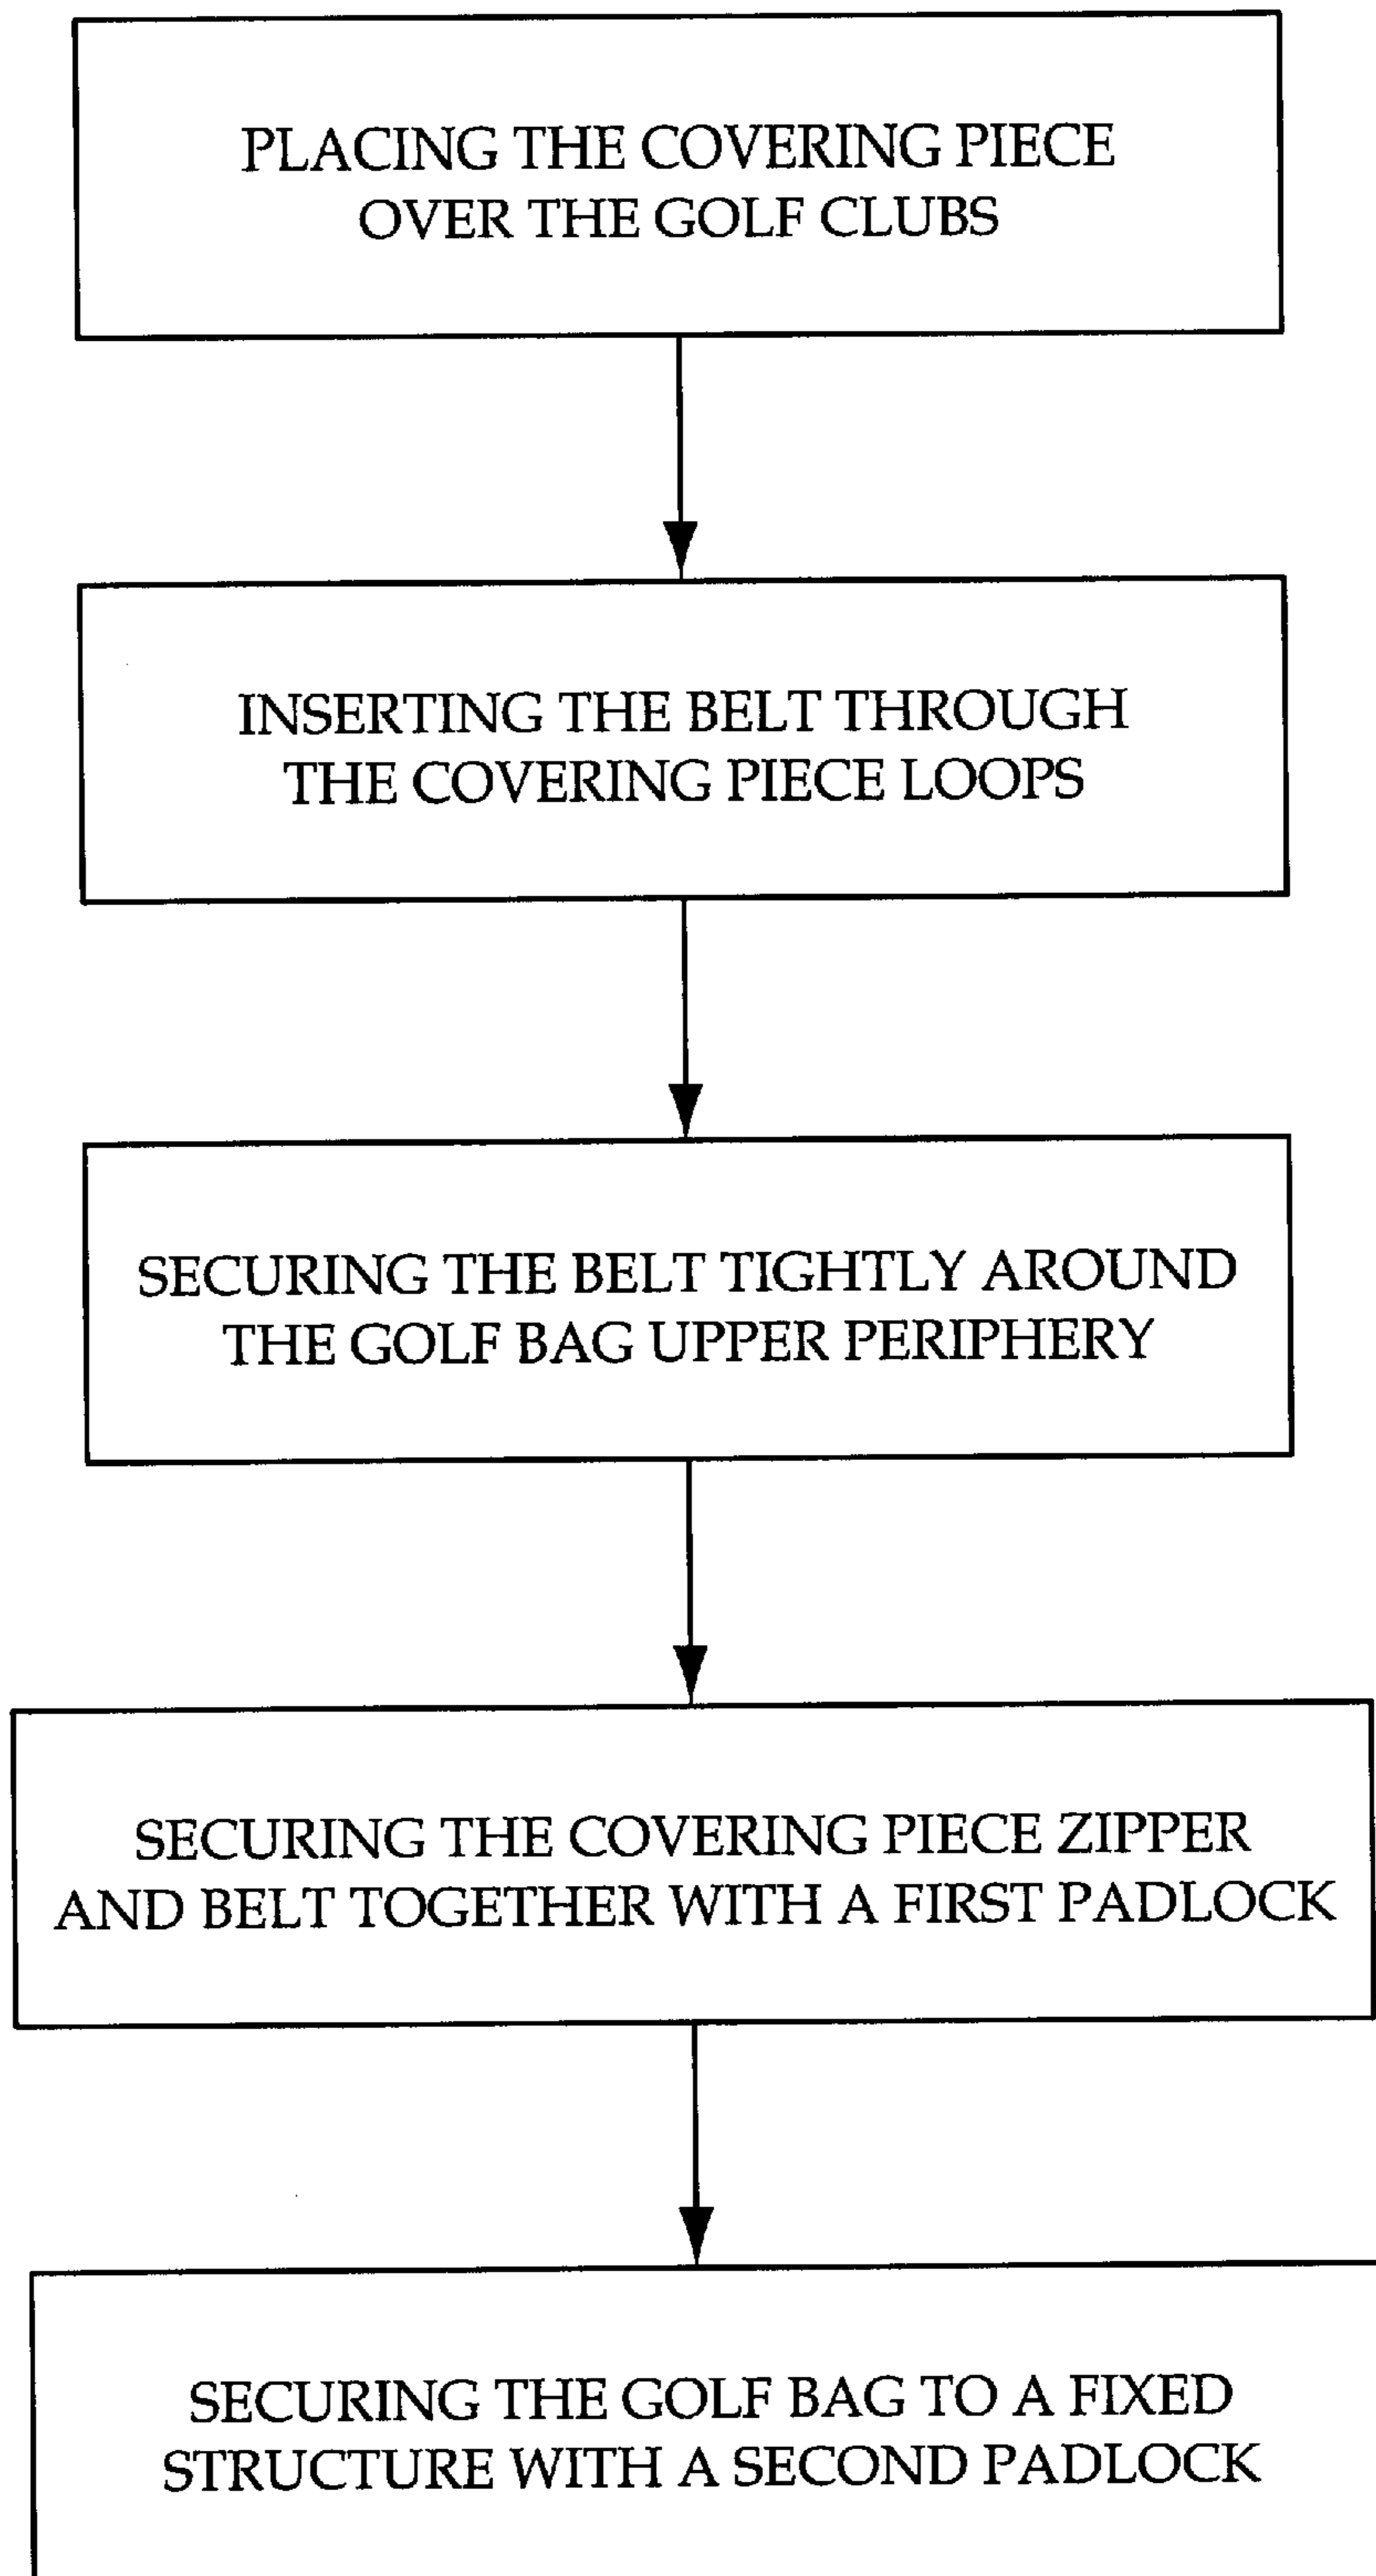 PLACING THE COVERING PIECE
OVER THE GOLF CLUBS
INSERTING THE BELT THROUGH
THE COVERING PIECE LOOPS
SECURING THE BELT TIGHTLY AROUND
THE GOLF BAG UPPER PERIPHERY
SECURING THE COVERING PIECE ZIPPER
AND BELT TOGETHER WITH A FIRST PADLOCK
SECURING THE GOLF BAG TO A FIXED
STRUCTURE WITH A SECOND PADLOCK